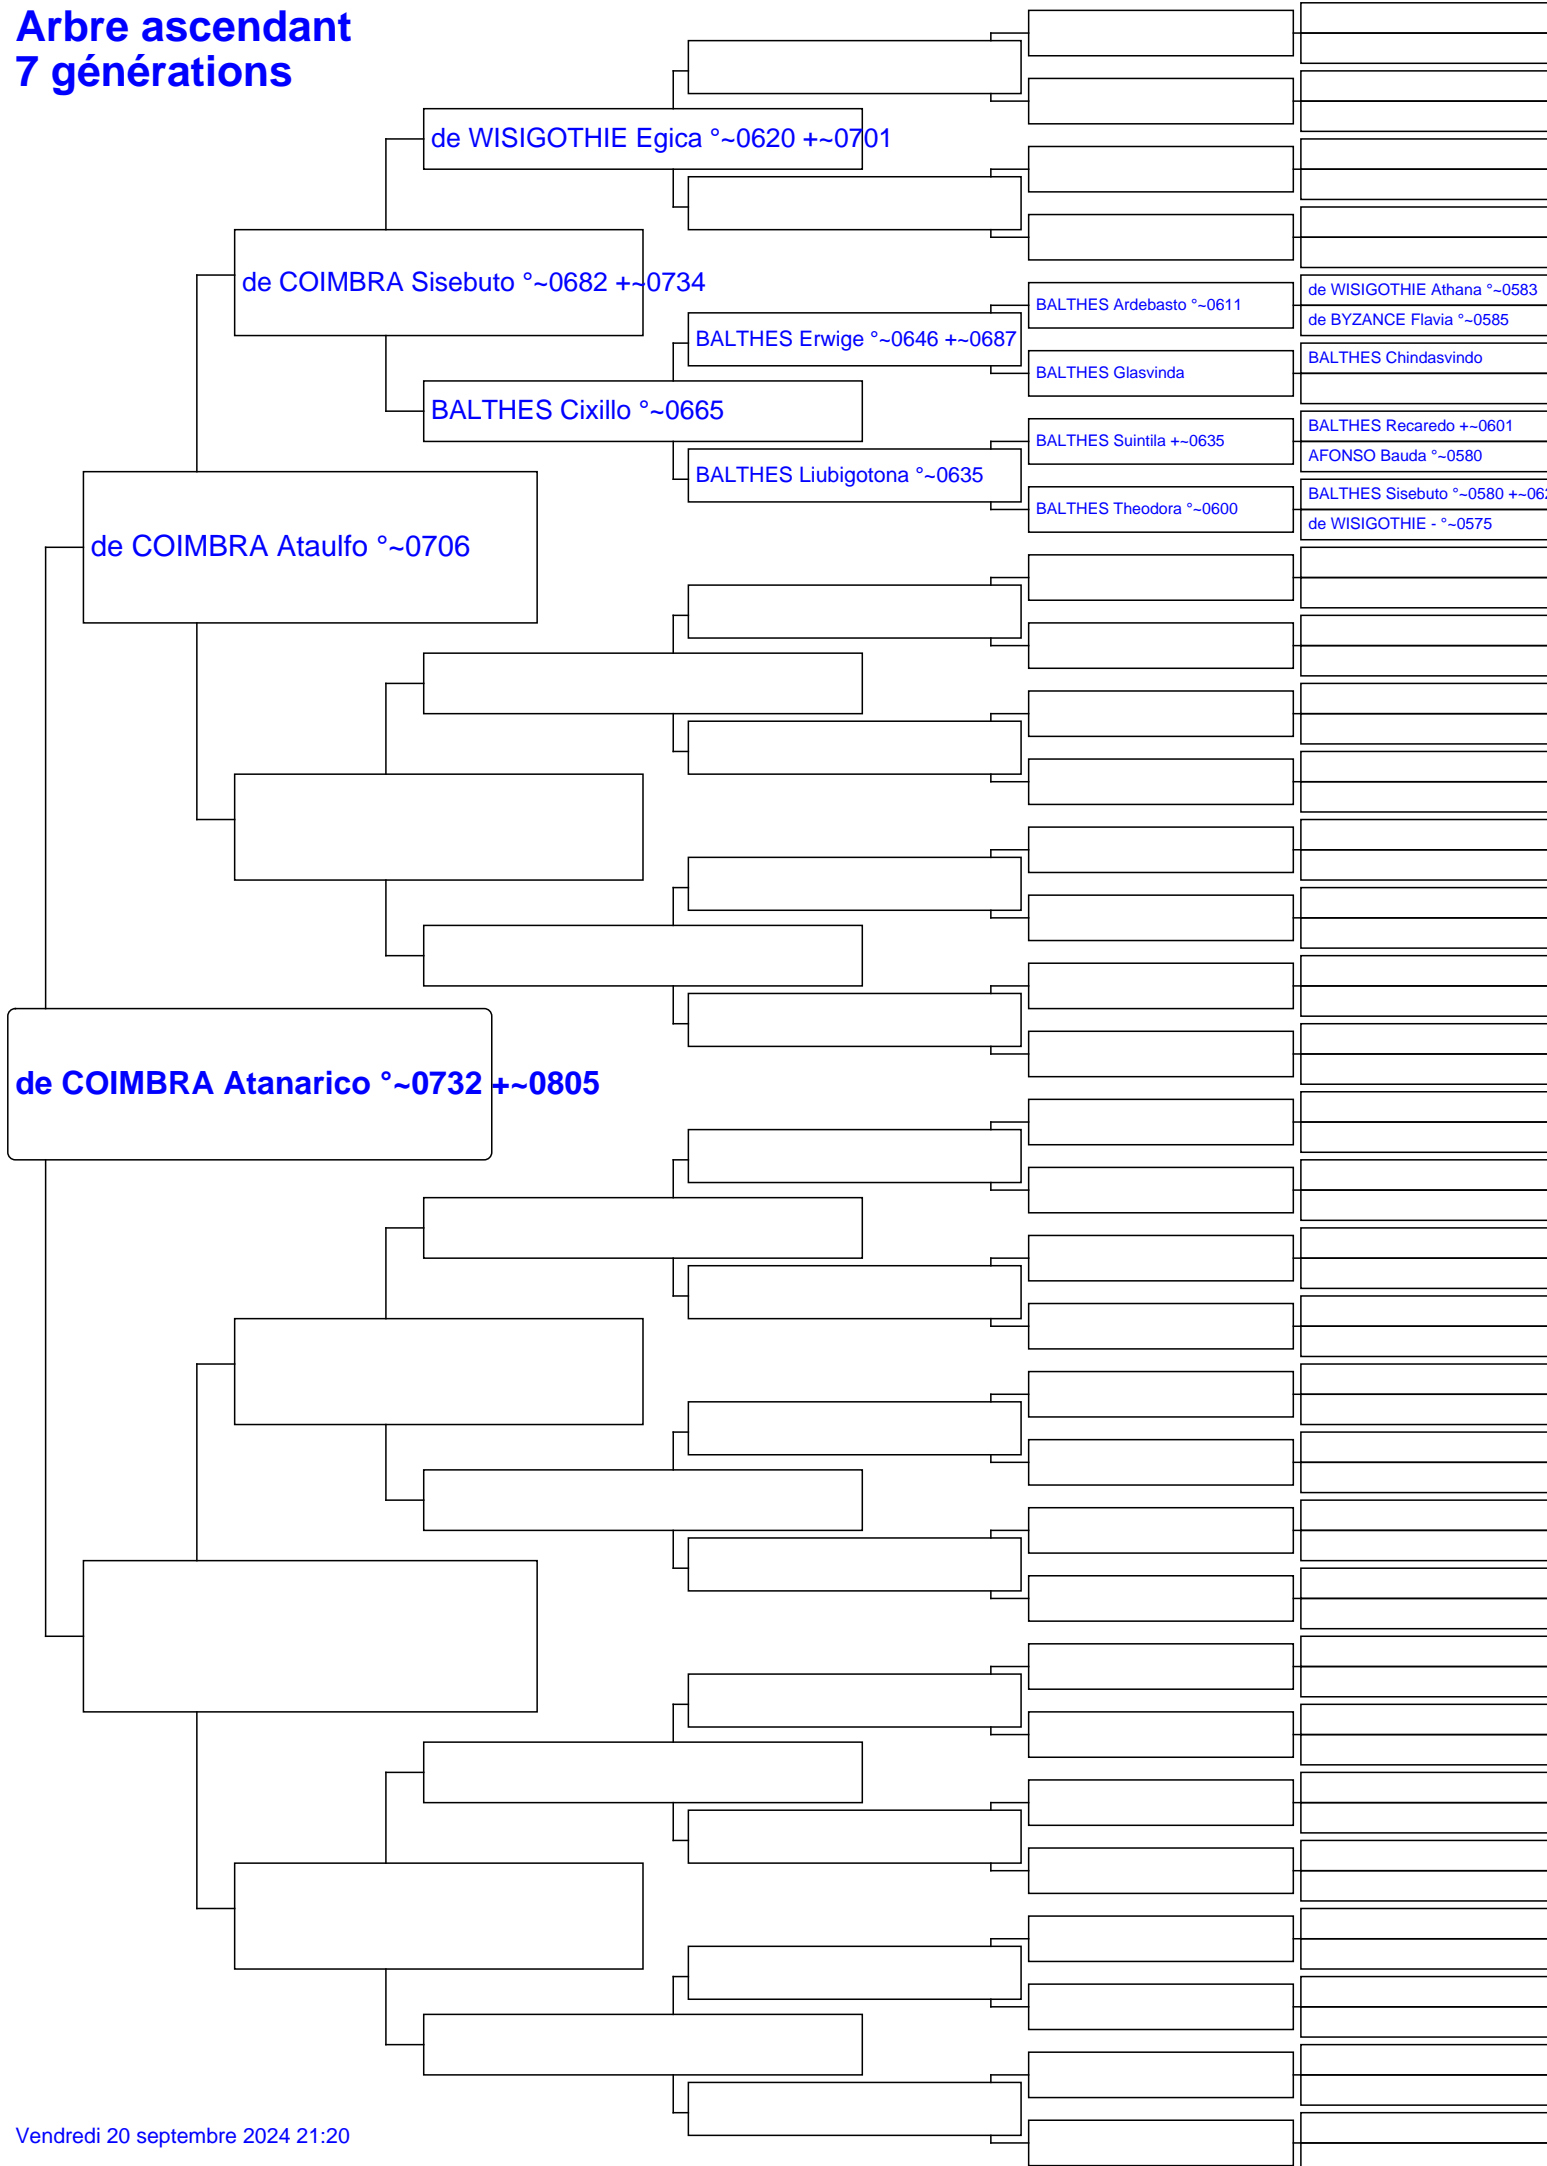 Arbre ascendant
7 générations
de WISIGOTHIE Egica °~0620 +~0701
de COIMBRA Sisebuto °~0682 +~0734
de WISIGOTHIE Athana °~0583
BALTHES Ardebasto °~0611
de BYZANCE Flavia °~0585
BALTHES Erwige °~0646 +~0687
BALTHES Chindasvindo
BALTHES Glasvinda
BALTHES Cixillo °~0665
BALTHES Recaredo +~0601
BALTHES Suintila +~0635
AFONSO Bauda °~0580
BALTHES Liubigotona °~0635
BALTHES Sisebuto °~0580 +~062
BALTHES Theodora °~0600
de WISIGOTHIE - °~0575
de COIMBRA Ataulfo °~0706
de COIMBRA Atanarico °~0732 +~0805
Vendredi 20 septembre 2024 21:20